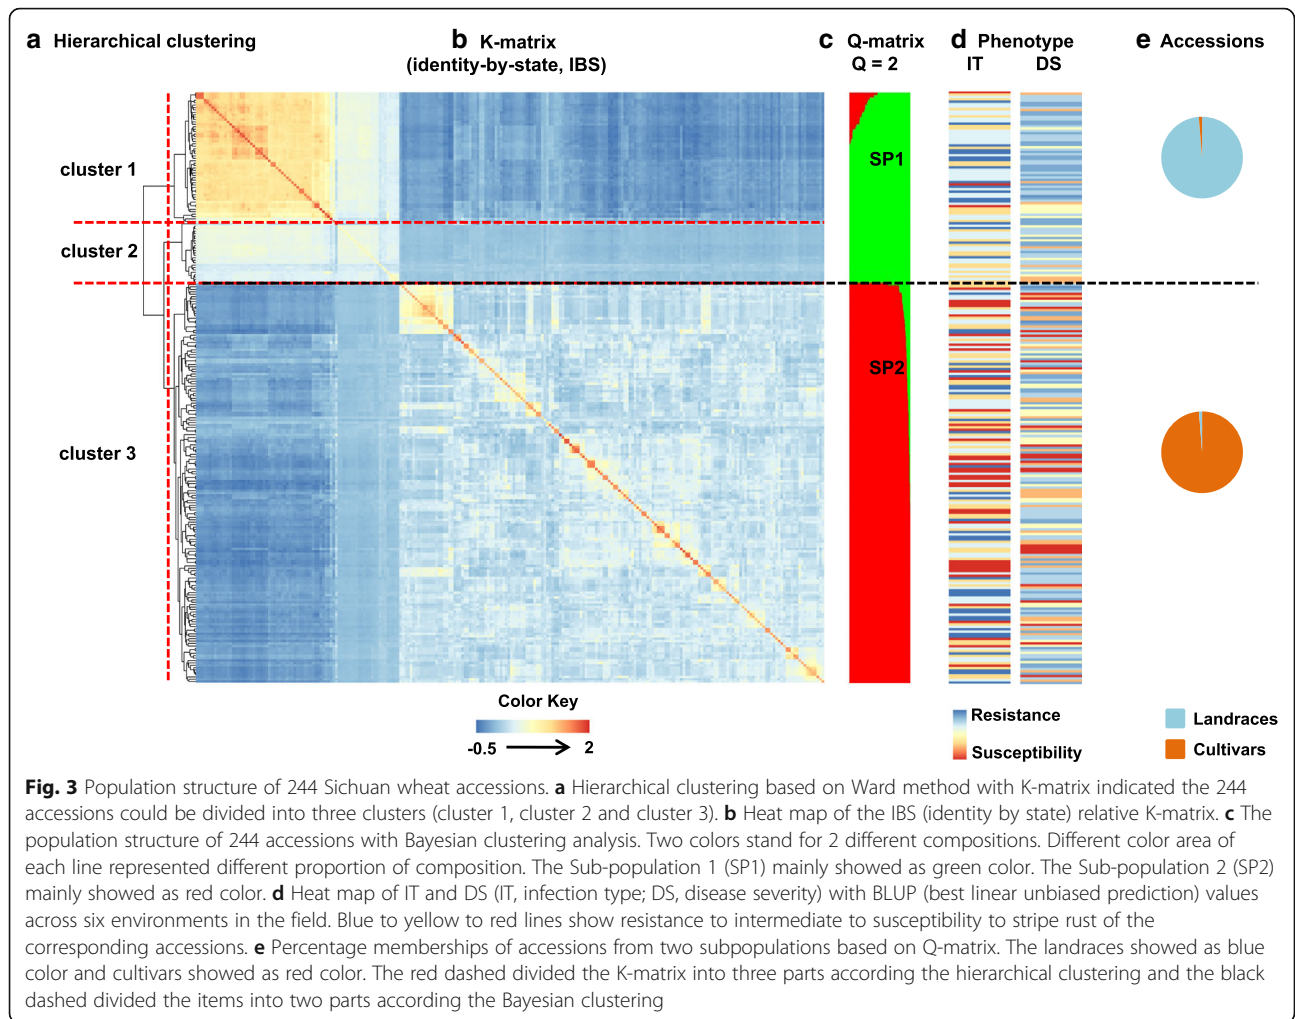 a Hierarchical clustering
b K-matrix
(identity-by-state, IBS)
c Q-matrix
Q = 2
d Phenotype
IT DS
e Accessions
cluster 1
cluster 2
cluster 3
SP1
SP2
Color Key
-0.5 2
Resistance
Susceptibility
Landraces
Cultivars
Fig. 3 Population structure of 244 Sichuan wheat accessions. a Hierarchical clustering based on Ward method with K-matrix indicated the 244
accessions could be divided into three clusters (cluster 1, cluster 2 and cluster 3). b Heat map of the IBS (identity by state) relative K-matrix. c The
population structure of 244 accessions with Bayesian clustering analysis. Two colors stand for 2 different compositions. Different color area of
each line represented different proportion of composition. The Sub-population 1 (SP1) mainly showed as green color. The Sub-population 2 (SP2)
mainly showed as red color. d Heat map of IT and DS (IT, infection type; DS, disease severity) with BLUP (best linear unbiased prediction) values
across six environments in the field. Blue to yellow to red lines show resistance to intermediate to susceptibility to stripe rust of the
corresponding accessions. e Percentage memberships of accessions from two subpopulations based on Q-matrix. The landraces showed as blue
color and cultivars showed as red color. The red dashed divided the K-matrix into three parts according the hierarchical clustering and the black
dashed divided the items into two parts according the Bayesian clustering